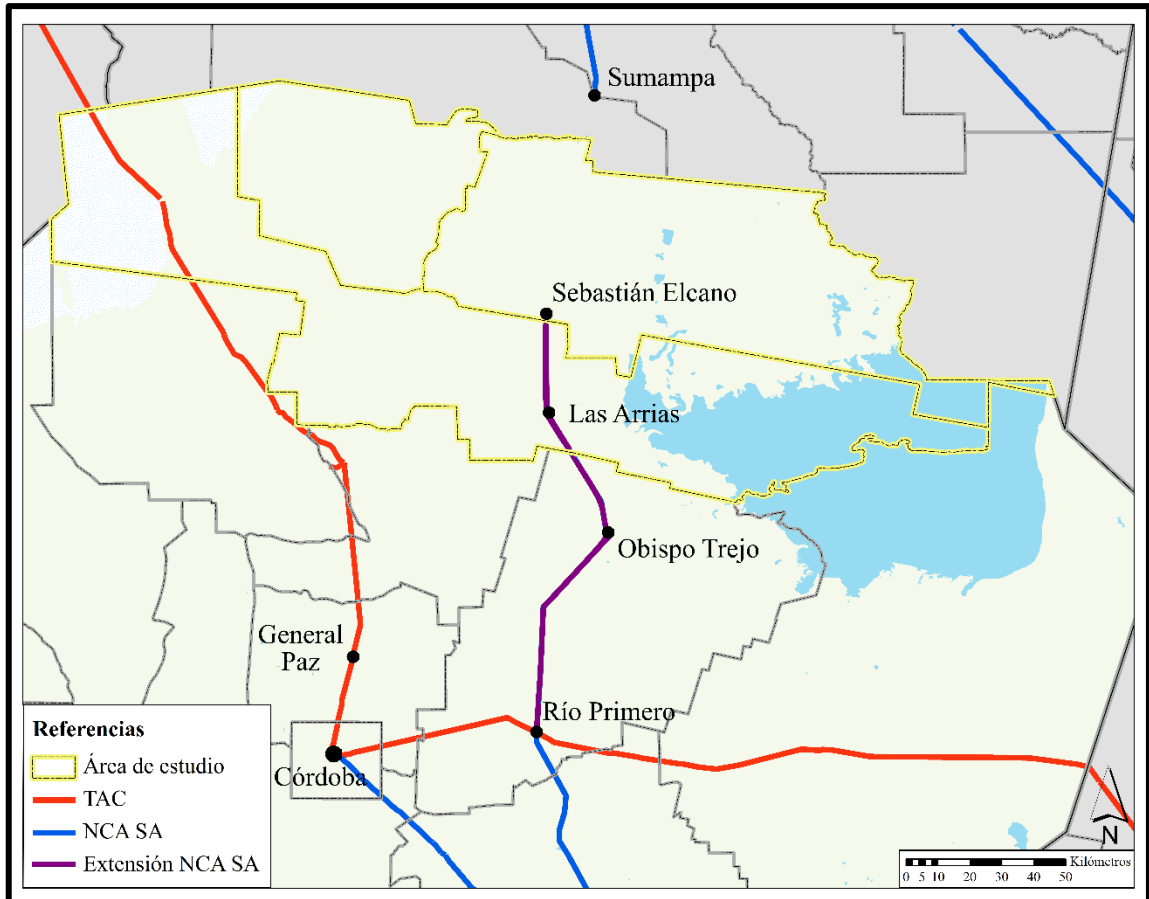 Sumampa
Sebastián Elcano
Las Arrias
Obispo Trejo
General
Paz
Río Primero
Córdoba
Referencias
Área de estudio
TAC
NCA SA
Extensión NCA SA
N
Kilómetros
0 5 10 20 30 40 50